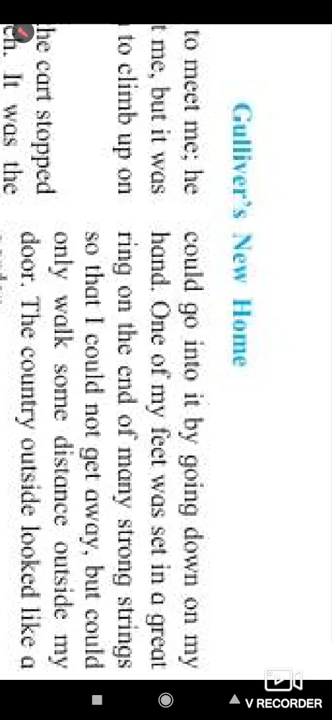 Gulliver's New Home
to meet me; he
t me, but it was
to climb up on
he cart stopped
It was the
could go into it by going down on my
hand. One of my feet was set in a great
ring on the end of many strong strings
so that I could not get away, but could
only walk some distance outside my
door. The country outside looked like a
V RECORDER